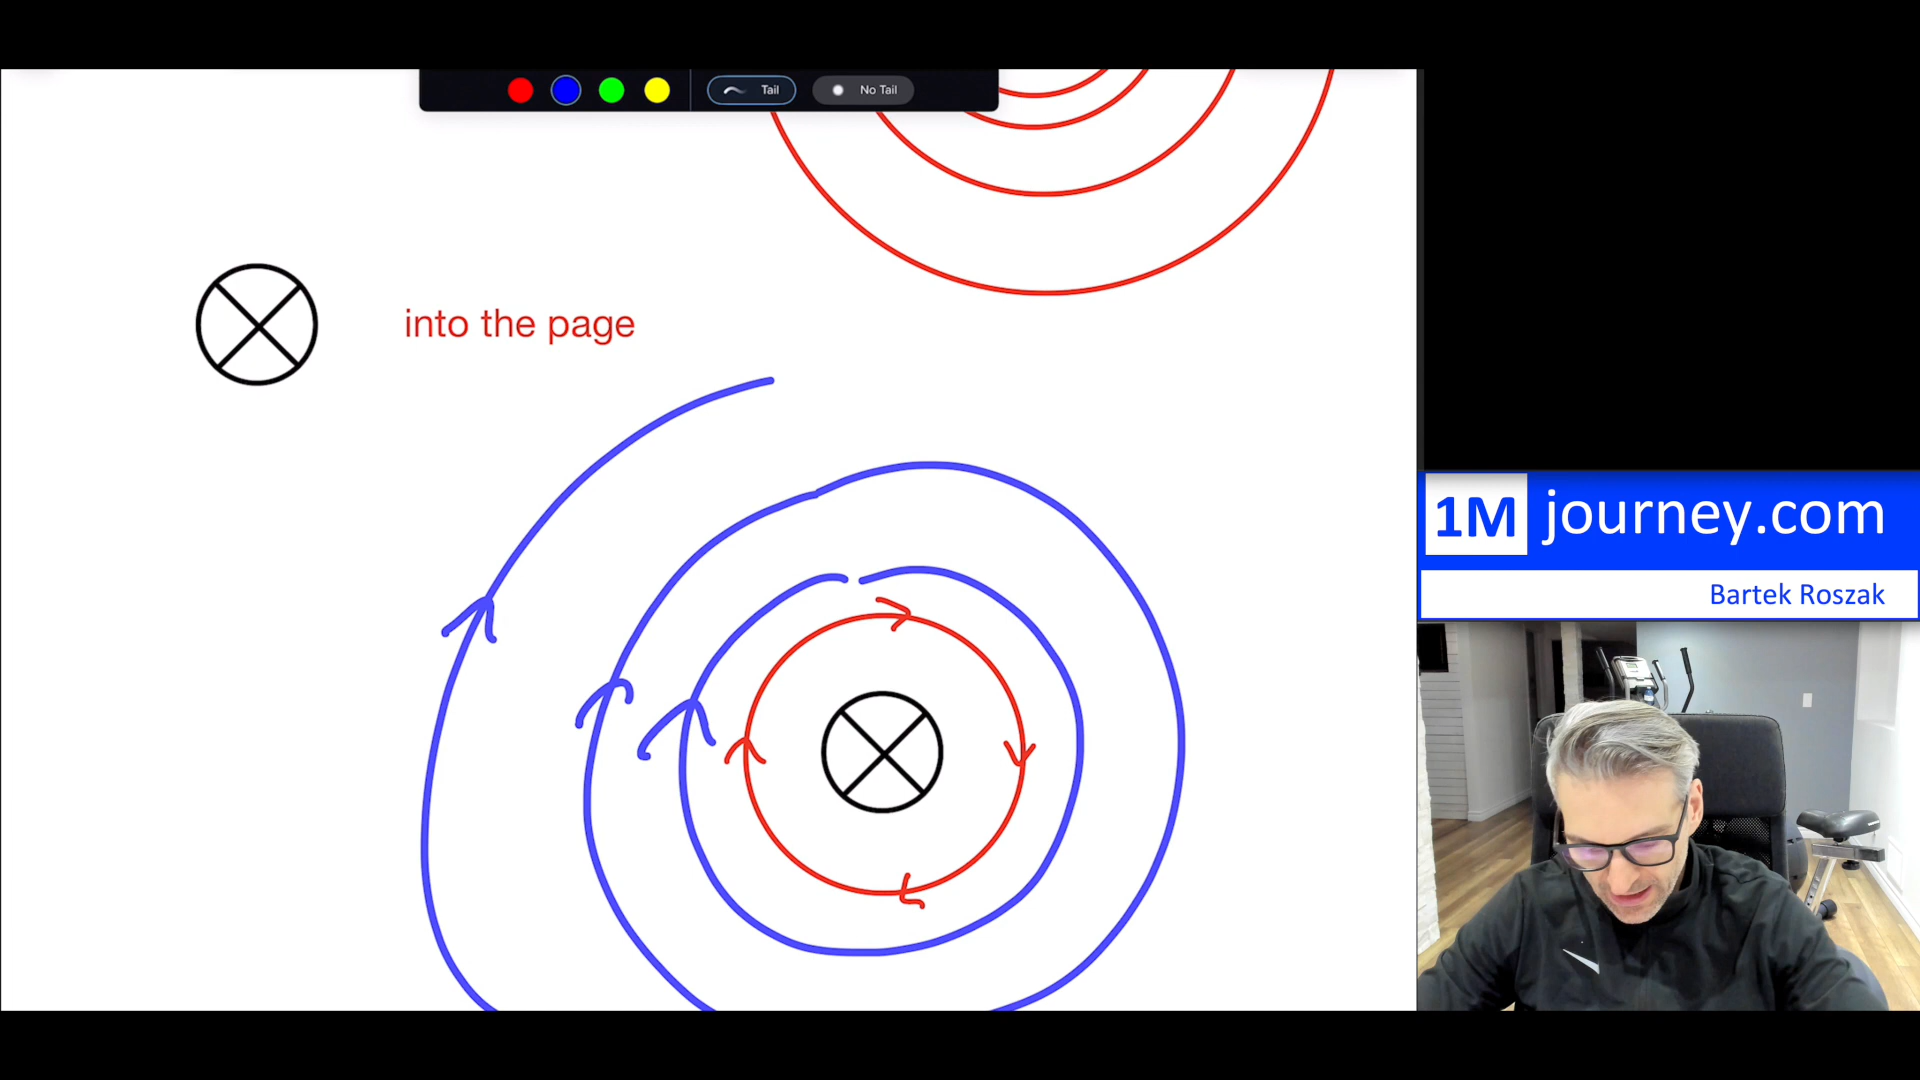 Tail
No Tail
into the page
1M journey.com
Bartek Roszak